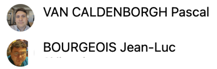 VAN CALDENBORGH Pascal
BOURGEOIS Jean-Luc